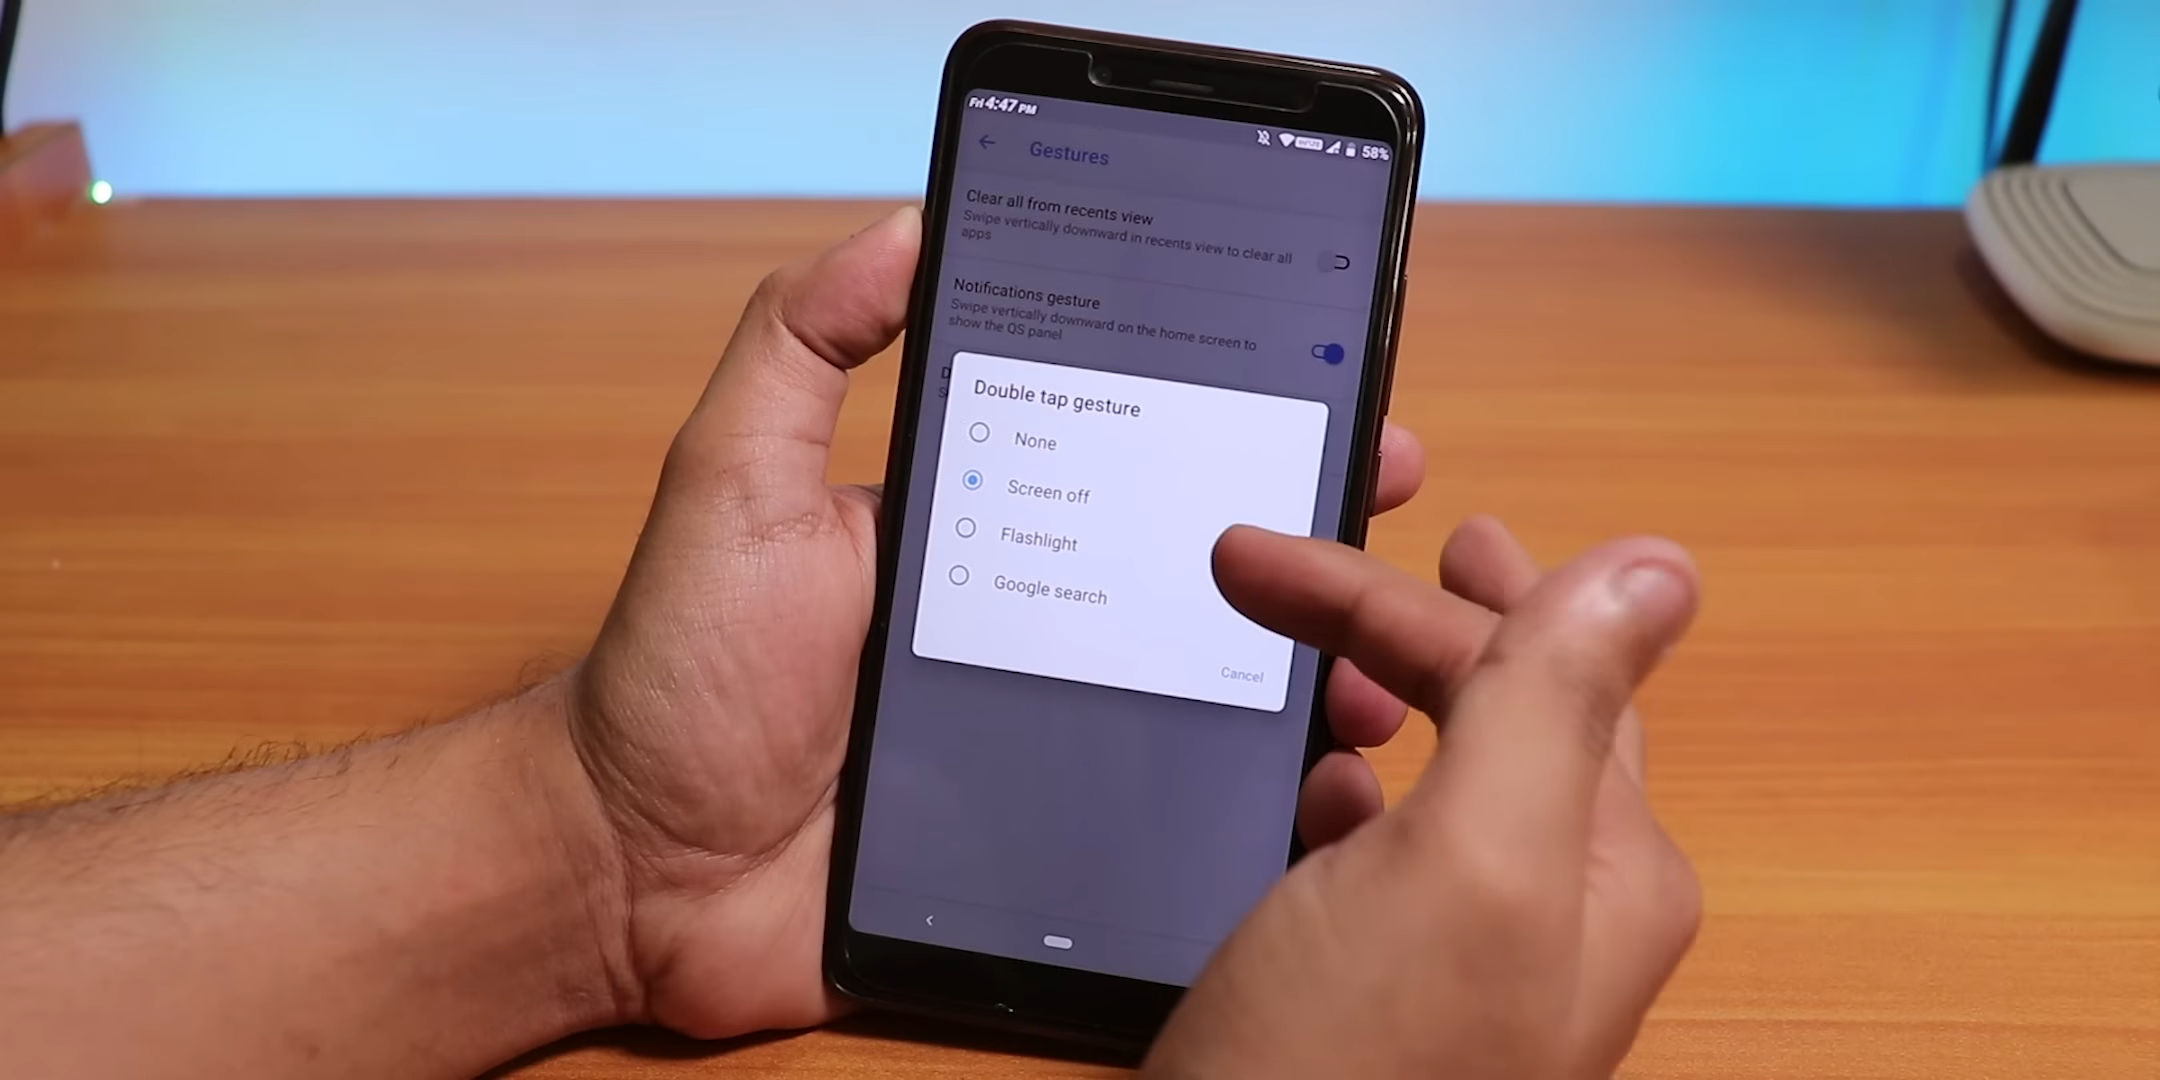 Fri 4:47 PM
58%
Gestures
Clear all from recents view
Swipe vertically downward in recents view to clear all
apps
Notifications gesture
Swipe vertically downward on the home screen to
show the QS panel
Double tap gesture
None
Screen off
Flashlight
Google search
Cancel